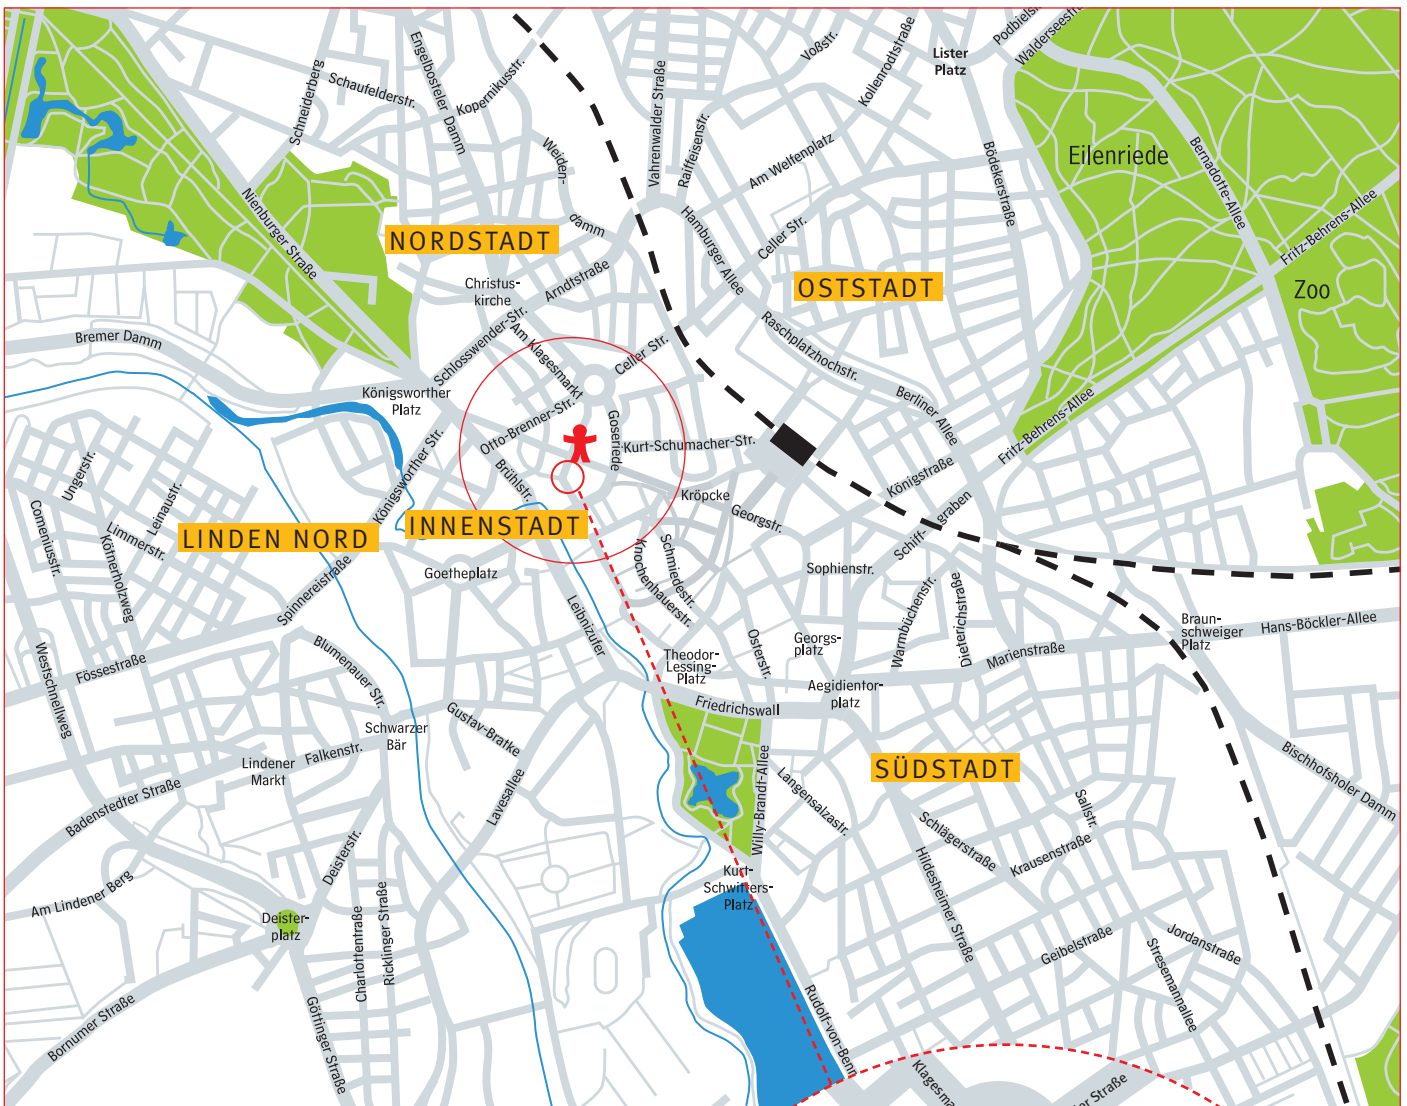 Podbielski
Walderseestr.
Voßstr.
Lister
Platz
Kollenrodtstraße
Engelbosteler Damm
Kopernikusstr.
Schneiderberg
Schaufelderstr.
Vahrenwalder Straße
Raiffeisenstr.
Am Welfenplatz
Bödekerstraße
Eilenriede
Bernadotte-Allee
Fritz-Behrens-Allee
Zoo
Weiden-
damm
Nienburger Straße
NORDSTADT
Hamburger Allee
Celler Str.
OSTSTADT
Christus-
kirche
Arndtstraße
Schlosswender-Str.
Am Klagesmarkt
Celler Str.
Raschplatzhochstr.
Bremer Damm
Königsworther
Platz
Berliner Allee
Fritz-Behrens-Allee
Otto-Brenner-Str.
Goseriede
Kurt-Schumacher-Str.
Königsworther Str.
Brühlstr.
Königstraße
Ungerstr.
Leinaustr.
Comeniusstr.
Limmerstr.
Kötnerholzweg
Kröpcke
Georgstr.
Schiff-
graben
LINDEN NORD
INNENSTADT
Knochenhauerstr.
Schmiedestr.
Sophienstr.
Goetheplatz
Spinnereistraße
Leibnizufer
Warmbüchenstr.
Dieterichstraße
Braun-
schweiger
Platz
Hans-Böckler-Allee
Osterstr.
Georgs-
platz
Marienstraße
Theodor-
Lessing-
Platz
Aegidientor-
platz
Friedrichswall
Westschnellweg
Fössestraße
Blumenauer Str.
Schwarzer
Bär
Gustav-Bratke
Lavesallee
Lindener
Markt
Falkenstr.
Badenstedter Straße
Willy-Brandt-Allee
Langensalzastr.
SÜDSTADT
Bischofsholer Damm
Sallstr.
Schlägerstraße
Krausenstraße
Hildesheimer Straße
Deisterstr.
Kurt-
Schwitters-
Platz
Am Lindener Berg
Deister-
platz
Charlottentraße
Ricklinger Straße
Geibelstraße
Jordanstraße
Stresemannallee
Rudolf-von-Benn
Bornumer Straße
Göttinger Straße
Klagesma
er Straße